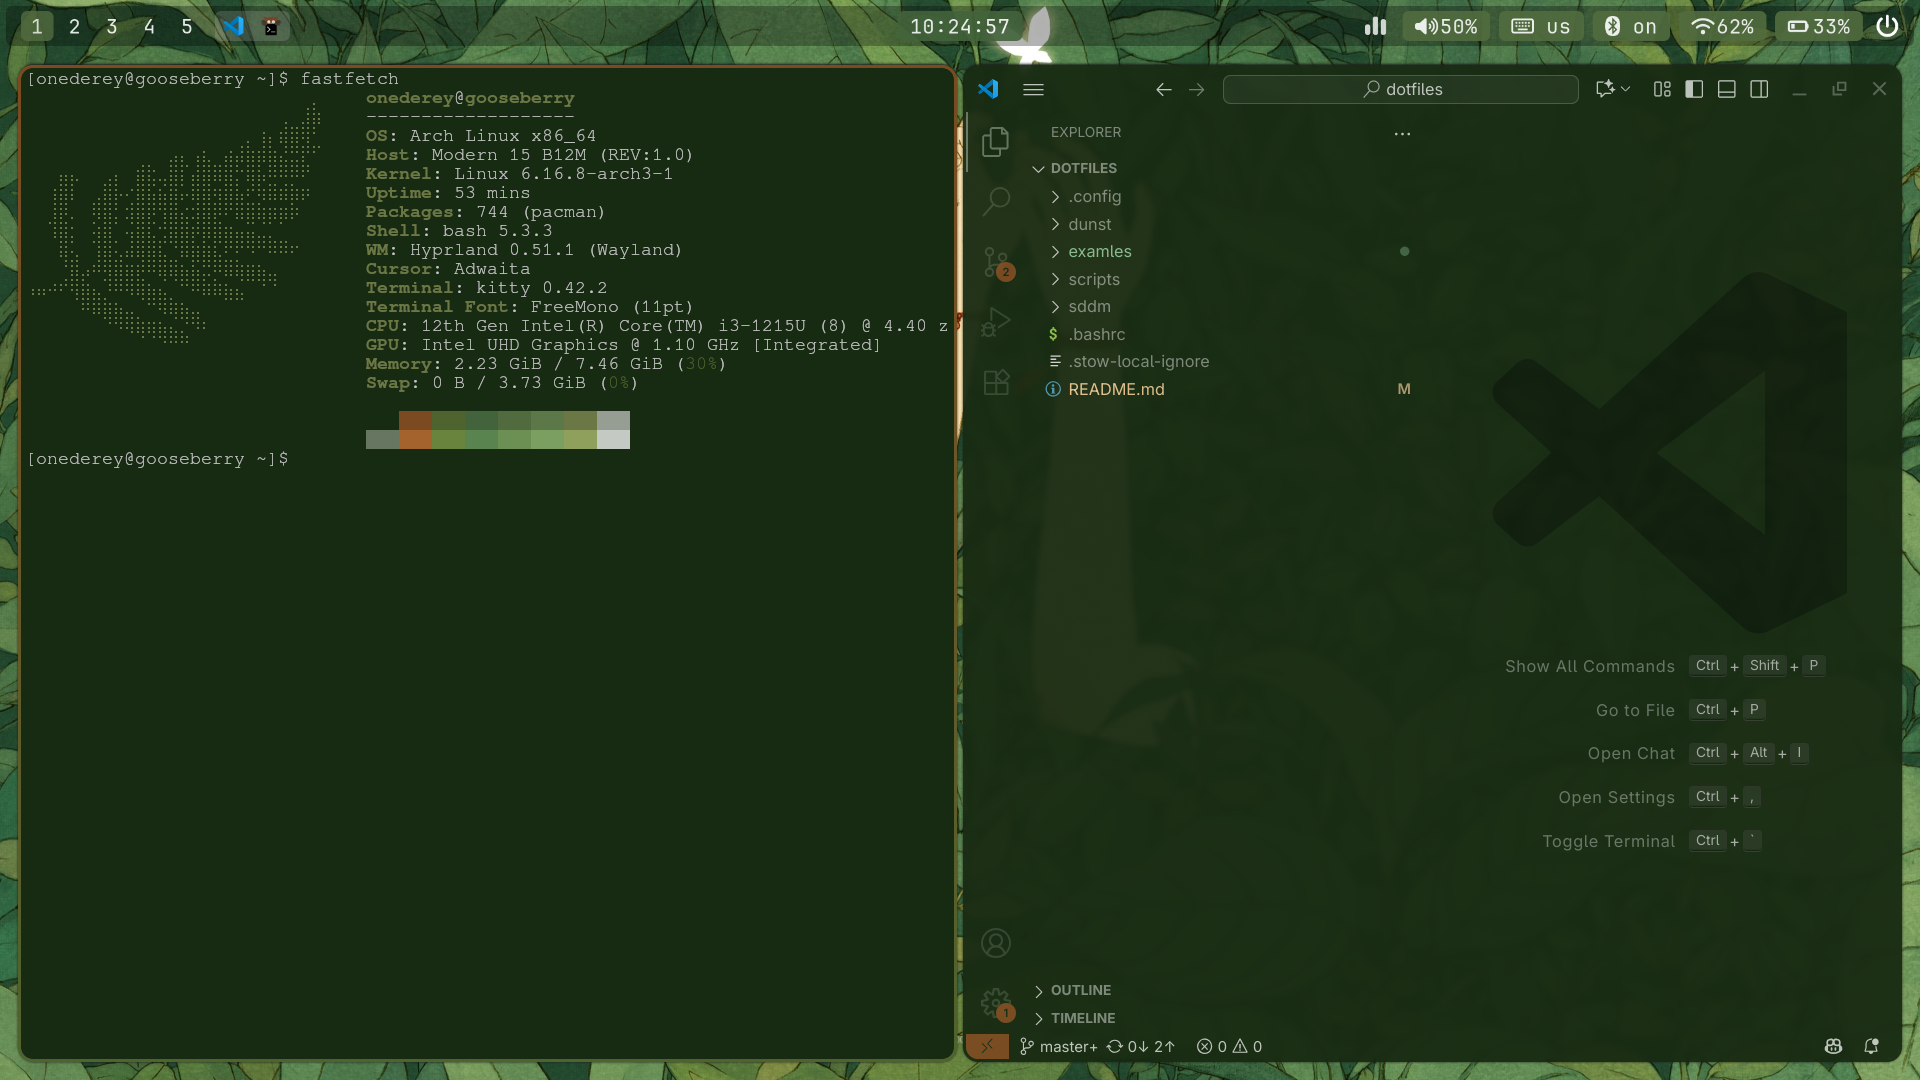 1 2 3 4 5
10:24:57
50% us on 62% 33%
[onederey@gooseberry ~]$ fastfetch
onederey@gooseberry
-------------------
OS: Arch Linux x86_64
Host: Modern 15 B12M (REV:1.0)
Kernel: Linux 6.16.8-arch3-1
Uptime: 53 mins
Packages: 744 (pacman)
Shell: bash 5.3.3
WM: Hyprland 0.51.1 (Wayland)
Cursor: Adwaita
Terminal: kitty 0.42.2
Terminal Font: FreeMono (11pt)
CPU: 12th Gen Intel(R) Core(TM) i3-1215U (8) @ 4.40 z
GPU: Intel UHD Graphics @ 1.10 GHz [Integrated]
Memory: 2.23 GiB / 7.46 GiB (30%)
Swap: 0 B / 3.73 GiB (0%)
[onederey@gooseberry ~]$
dotfiles
EXPLORER
DOTFILES
.config
dunst
examles
scripts
sddm
$ .bashrc
.stow-local-ignore
README.md M
2
Show All Commands Ctrl + Shift + P
Go to File Ctrl + P
Open Chat Ctrl + Alt + I
Open Settings Ctrl + ,
Toggle Terminal Ctrl + `
OUTLINE
1
TIMELINE
master+ 0↓ 2↑ 0 0